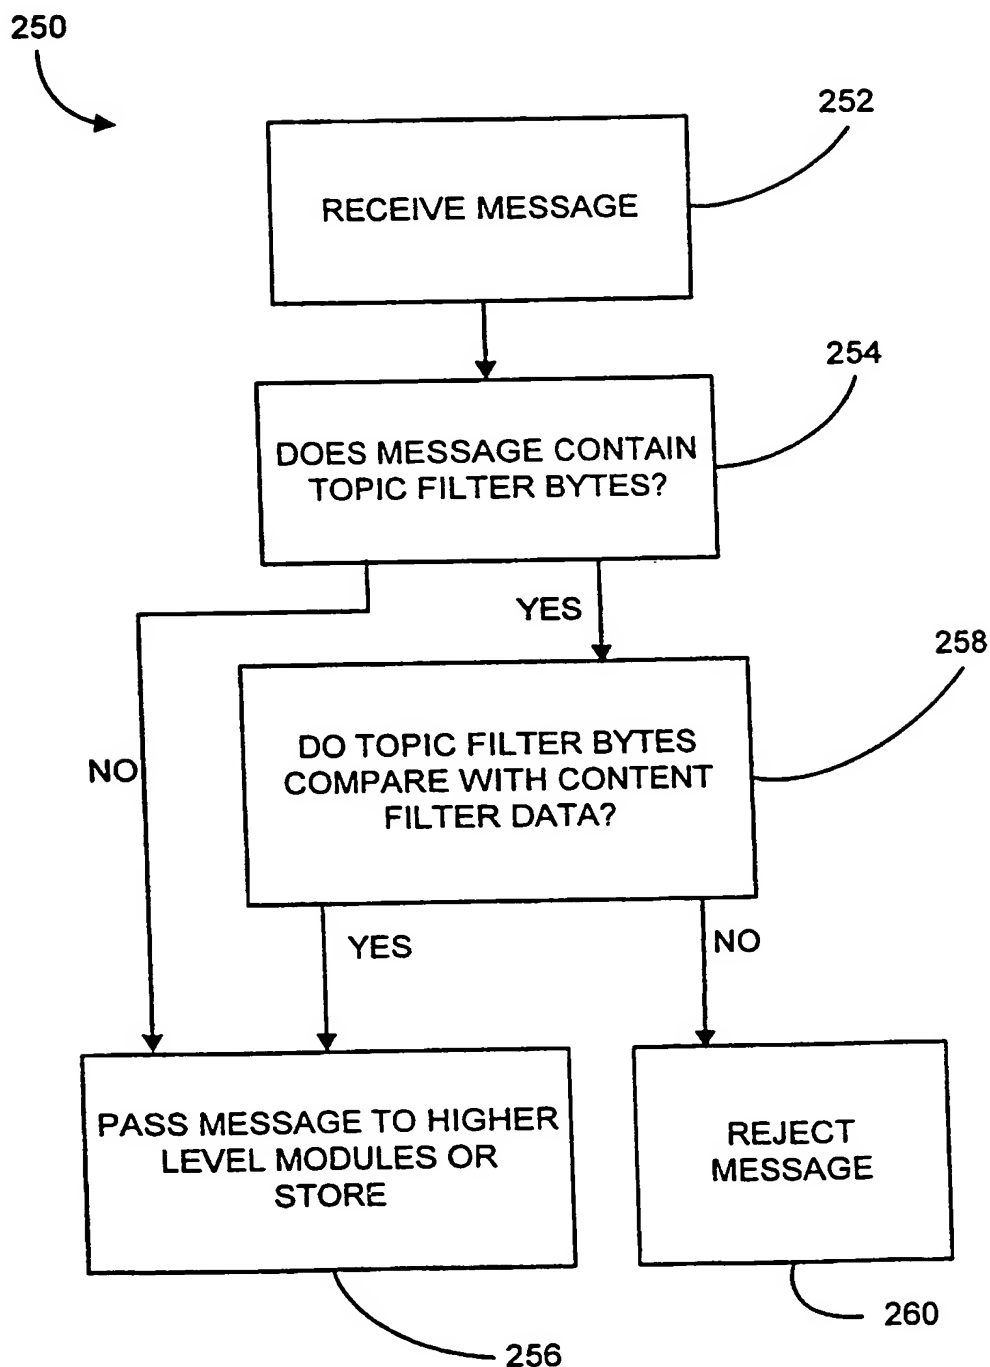 250
252
RECEIVE MESSAGE
254
DOES MESSAGE CONTAIN
TOPIC FILTER BYTES?
YES
258
DO TOPIC FILTER BYTES
COMPARE WITH CONTENT
FILTER DATA?
NO
YES
NO
PASS MESSAGE TO HIGHER
LEVEL MODULES OR
STORE
REJECT
MESSAGE
260
256